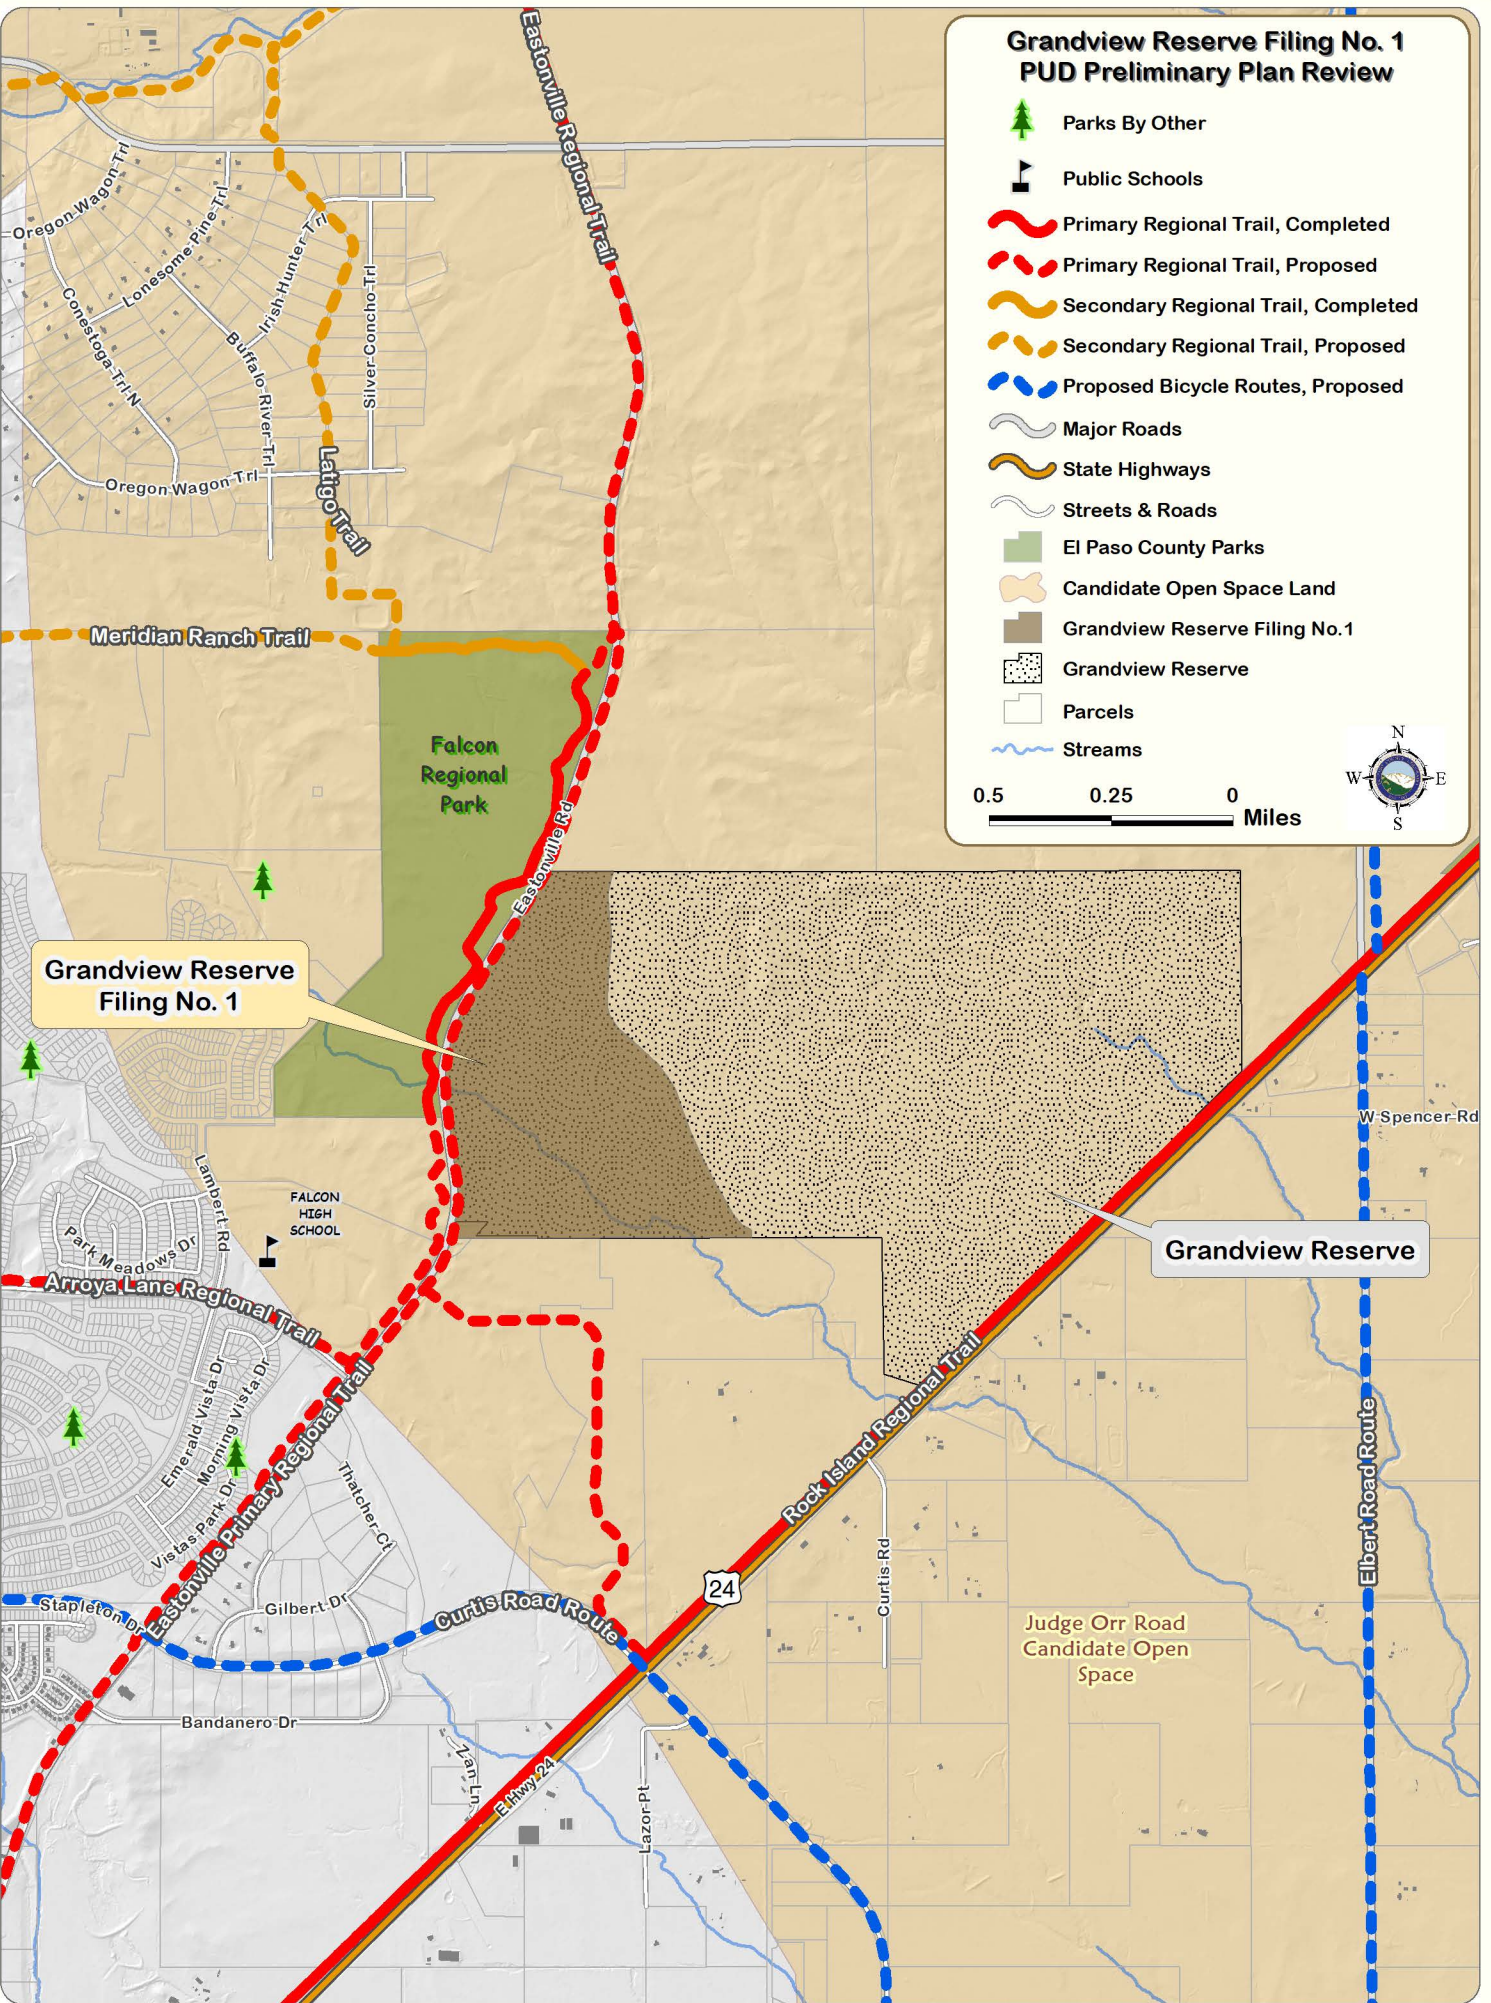 Grandview Reserve Filing No. 1
PUD Preliminary Plan Review
Parks By Other
Public Schools
Primary Regional Trail, Completed
Primary Regional Trail, Proposed
Secondary Regional Trail, Completed
Secondary Regional Trail, Proposed
Proposed Bicycle Routes, Proposed
Major Roads
State Highways
Streets & Roads
El Paso County Parks
Candidate Open Space Land
Grandview Reserve Filing No.1
Grandview Reserve
Parcels
Streams
N
W
E
S
0.5
0.25
0
Miles
Eastonville Regional Trail
Oregon Wagon Trl
Lonesome Pine Trl
Irish Hunter Trl
Conestoga Trl N
Buffalo River Trl
Silver Concho Trl
Oregon Wagon Trl
Latigo Trail
Meridian Ranch Trail
Falcon
Regional
Park
Eastonville Rd
Grandview Reserve
Filing No. 1
W Spencer Rd
Lambert Rd
FALCON
HIGH
SCHOOL
Park Meadows Dr
Grandview Reserve
Arroya Lane Regional Trail
Emerald Vista Dr
Morning Vista Dr
Vistas Park Dr
Eastonville Primary Regional Trail
Thatcher Ct
Rock Island Regional Trail
Elbert Road Route
Curtis Rd
24
Stapleton Dr
Gilbert Dr
Curtis Road Route
Judge Orr Road
Candidate Open
Space
Bandanero Dr
Zan Ln
E Hwy 24
Lazor Pt